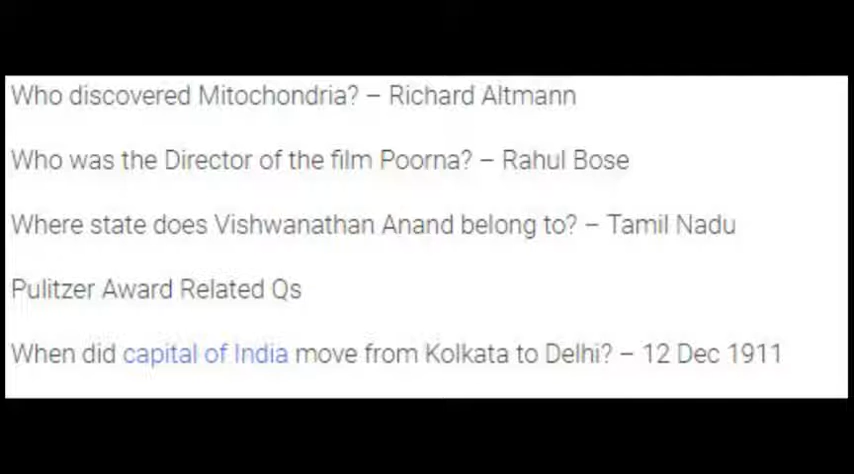 Who discovered Mitochondria? – Richard Altmann
Who was the Director of the film Poorna? – Rahul Bose
Where state does Vishwanathan Anand belong to? – Tamil Nadu
Pulitzer Award Related Qs
When did capital of India move from Kolkata to Delhi? – 12 Dec 1911